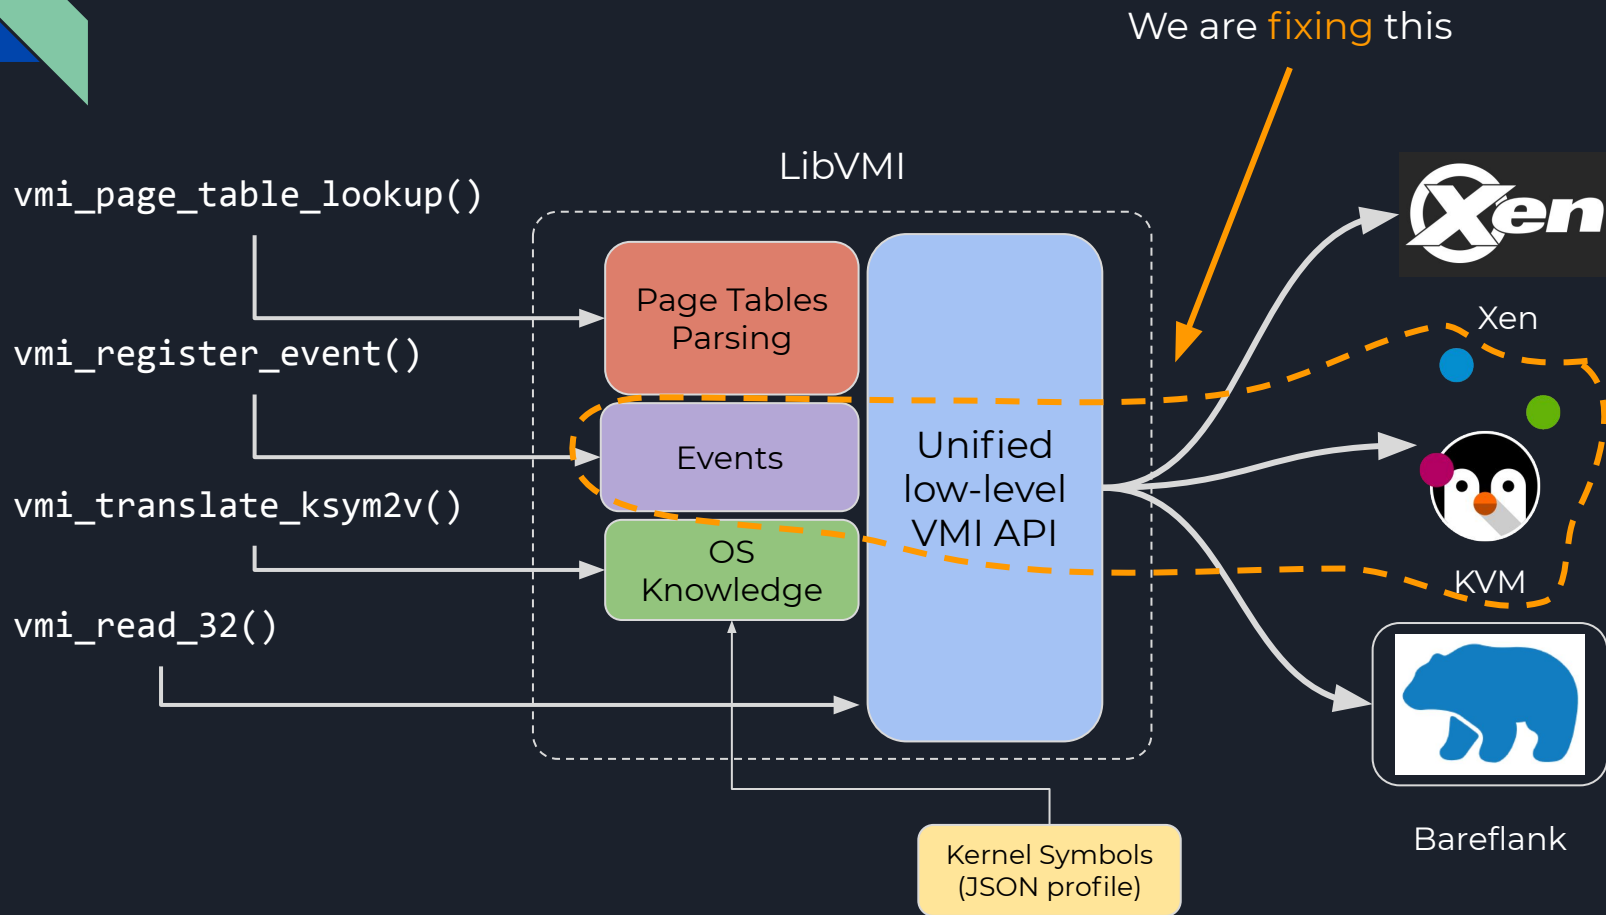 We are fixing this
LibVMI
vmi_page_table_lookup()
vmi_register_event()
vmi_translate_ksym2v()
vmi_read_32()
Page Tables
Parsing
Events
OS
Knowledge
Unified
low-level
VMI API
Kernel Symbols
(JSON profile)
Xen
Xen
KVM
Bareflank